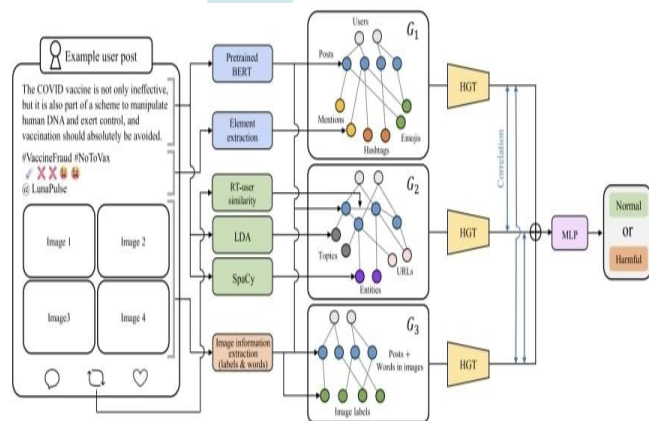 Example user post
The COVID vaccine is not only ineffective,
but it is also part of a scheme to manipulate
human DNA and exert control, and
vaccination should absolutely be avoided.
#VaccineFraud #NoToVax
@ LunaPulse
Image 1
Image 2
Image3
Image 4
Pretrained
BERT
Element
extraction
RT-user
similarity
LDA
SpaCy
Image information
extraction
(labels & words)
G1
Users
Posts
Mentions
Hashtags
Emojis
G2
Topics
URLs
Entities
G3
Posts +
Words in images
Image labels
HGT
HGT
HGT
Correlation
MLP
Normal
or
Harmful